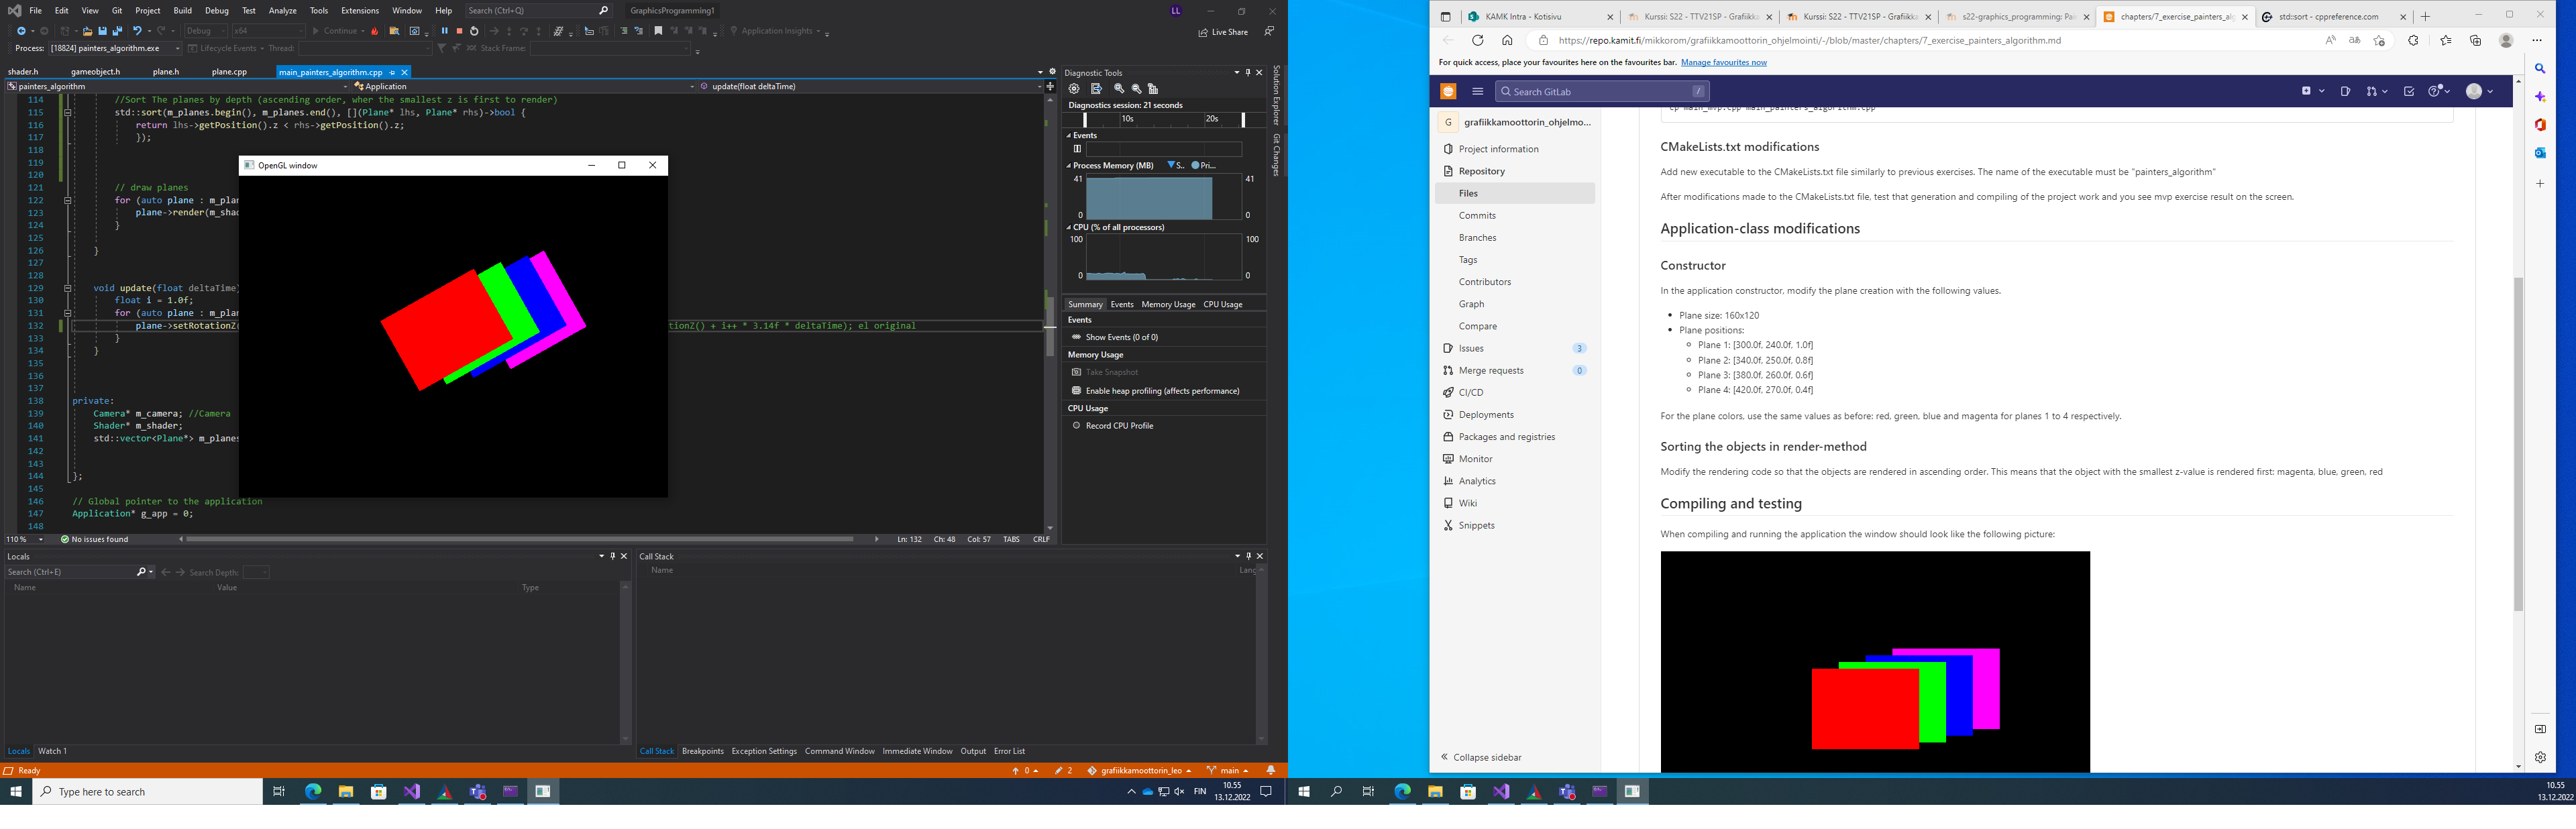 File Edit View Git Project Build Debug Test Analyze Tools Extensions Window Help Search (Ctrl+Q) GraphicsProgramming1 LL
Debug x64 Continue Application Insights Live Share
Process: [18824] painters_algorithm.exe Lifecycle Events Thread: Stack Frame:
shader.h gameobject.h plane.h plane.cpp main_painters_algorithm.cpp
painters_algorithm Application update(float deltaTime)
114 //Sort The planes by depth (ascending order, wher the smallest z is first to render)
115 std::sort(m_planes.begin(), m_planes.end(), [](Plane* lhs, Plane* rhs)->bool {
116 return lhs->getPosition().z < rhs->getPosition().z;
117 });
118
119
120
121 // draw planes
122 for (auto plane : m_plan
123 plane->render(m_shad
124 }
125
126 }
127
128
129 void update(float deltaTime)
130 float i = 1.0f;
131 for (auto plane : m_plan
132 plane->setRotationZ( tionZ() + i++ * 3.14f * deltaTime); el original
133 }
134 }
135
136
137
138 private:
139 Camera* m_camera; //Camera
140 Shader* m_shader;
141 std::vector<Plane*> m_planes
142
143
144 };
145
146 // Global pointer to the application
147 Application* g_app = 0;
148
OpenGL window
110 % No issues found Ln: 132 Ch: 48 Col: 57 TABS CRLF
Diagnostic Tools
Diagnostics session: 21 seconds
10s 20s
Events
Process Memory (MB) S.. Pri...
41 41
0 0
CPU (% of all processors)
100 100
0 0
Summary Events Memory Usage CPU Usage
Events
Show Events (0 of 0)
Memory Usage
Take Snapshot
Enable heap profiling (affects performance)
CPU Usage
Record CPU Profile
Solution Explorer
Git Changes
Locals
Search (Ctrl+E) Search Depth:
Name Value Type
Locals Watch 1
Call Stack
Name Lang
Call Stack Breakpoints Exception Settings Command Window Immediate Window Output Error List
Ready 0 2 grafiikkamoottorin_leo main
Type here to search
FIN 10.55
13.12.2022
KAMK Intra - Kotisivu Kurssi: S22 - TTV21SP - Grafiikka Kurssi: S22 - TTV21SP - Grafiikka s22-graphics_programming: Pai chapters/7_exercise_painters_alg std::sort - cppreference.com
https://repo.kamit.fi/mikkorom/grafiikkamoottorin_ohjelmointi/-/blob/master/chapters/7_exercise_painters_algorithm.md
For quick access, place your favourites here on the favourites bar. Manage favourites now
Search GitLab /
G grafiikkamoottorin_ohjelmo...
Project information
Repository
Files
Commits
Branches
Tags
Contributors
Graph
Compare
Issues 3
Merge requests 0
CI/CD
Deployments
Packages and registries
Monitor
Analytics
Wiki
Snippets
Collapse sidebar
cp main_mvp.cpp main_painters_algorithm.cpp
CMakeLists.txt modifications
Add new executable to the CMakeLists.txt file similarly to previous exercises. The name of the executable must be "painters_algorithm"
After modifications made to the CMakeLists.txt file, test that generation and compiling of the project work and you see mvp exercise result on the screen.
Application-class modifications
Constructor
In the application constructor, modify the plane creation with the following values.
Plane size: 160x120
Plane positions:
Plane 1: [300.0f, 240.0f, 1.0f]
Plane 2: [340.0f, 250.0f, 0.8f]
Plane 3: [380.0f, 260.0f, 0.6f]
Plane 4: [420.0f, 270.0f, 0.4f]
For the plane colors, use the same values as before: red, green, blue and magenta for planes 1 to 4 respectively.
Sorting the objects in render-method
Modify the rendering code so that the objects are rendered in ascending order. This means that the object with the smallest z-value is rendered first: magenta, blue, green, red
Compiling and testing
When compiling and running the application the window should look like the following picture:
10.55
13.12.2022